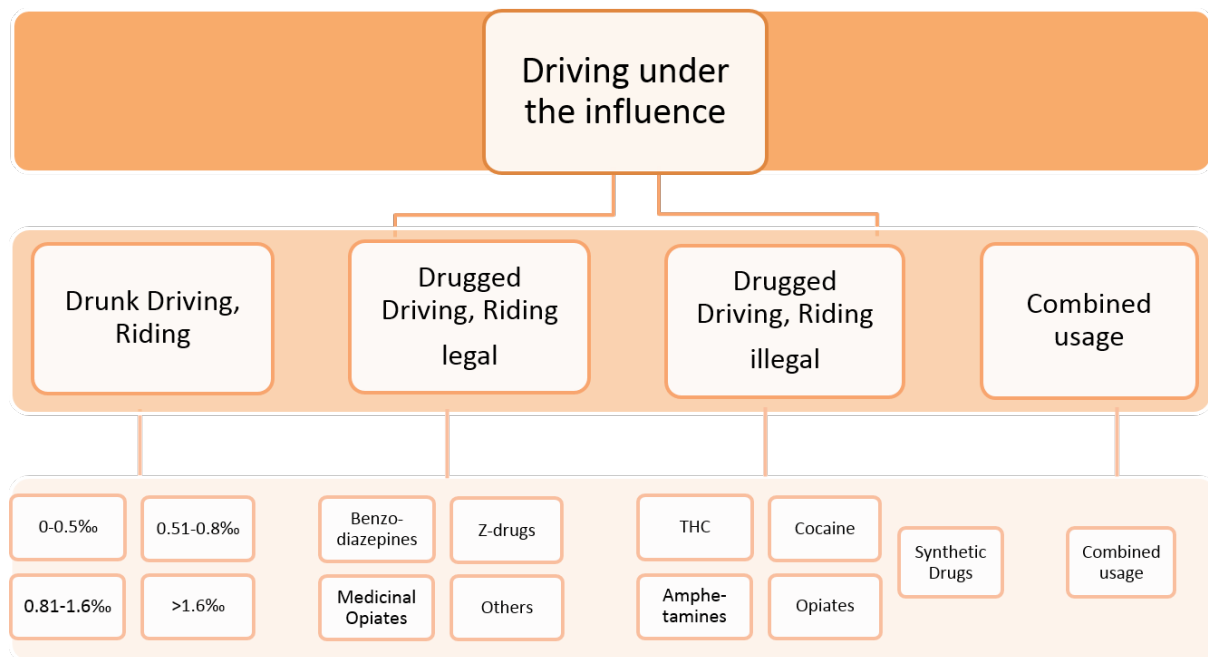 Driving under
the influence
Drunk Driving,
Riding
Drugged
Driving, Riding
legal
Drugged
Driving, Riding
illegal
Combined
usage
0-0.5‰
0.51-0.8‰
0.81-1.6‰
>1.6‰
Benzo-
diazepines
Z-drugs
Medicinal
Opiates
Others
THC
Cocaine
Amphe-
tamines
Opiates
Synthetic
Drugs
Combined
usage